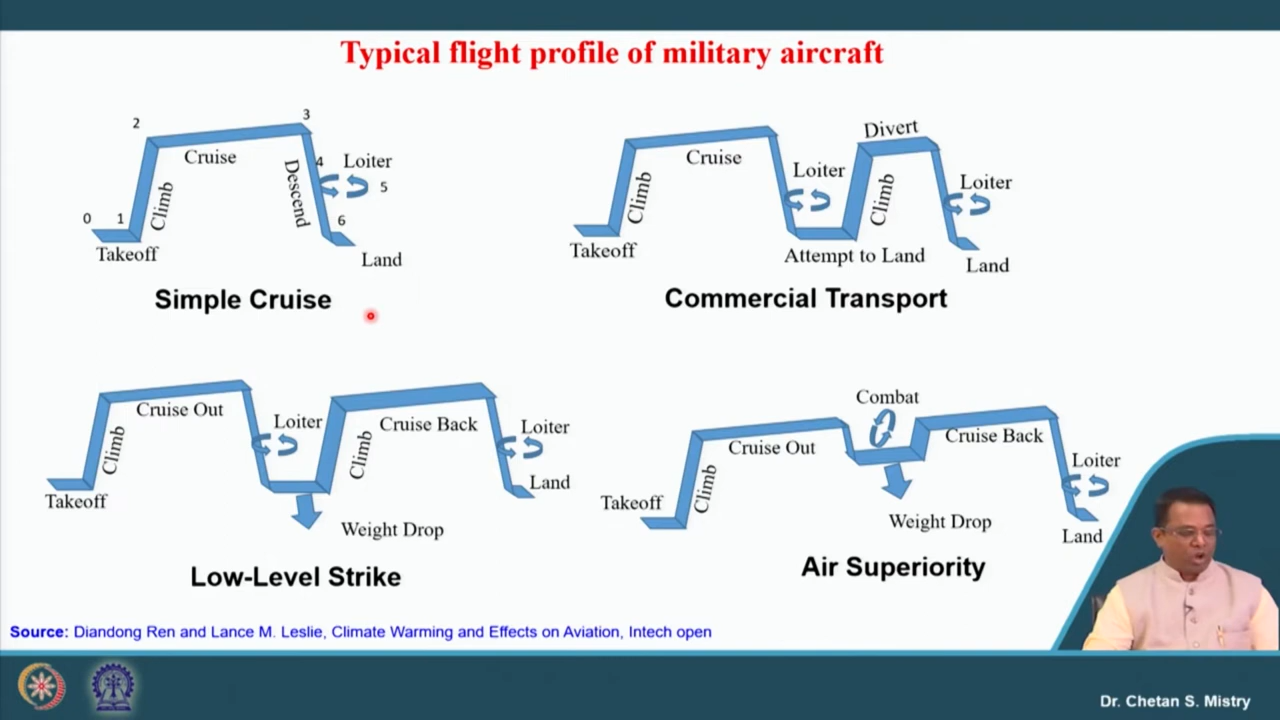 Typical flight profile of military aircraft
3
2
Cruise
4
Loiter
5
Descend
Climb
0
1
6
Takeoff
Land
Simple Cruise
Divert
Cruise
Loiter
Loiter
Climb
Climb
Takeoff
Attempt to Land
Land
Commercial Transport
Cruise Out
Loiter
Cruise Back
Loiter
Climb
Climb
Takeoff
Land
Weight Drop
Low-Level Strike
Combat
Cruise Out
Cruise Back
Loiter
Climb
Takeoff
Weight Drop
Land
Air Superiority
Source: Diandong Ren and Lance M. Leslie, Climate Warming and Effects on Aviation, Intech open
Dr. Chetan S. Mistry